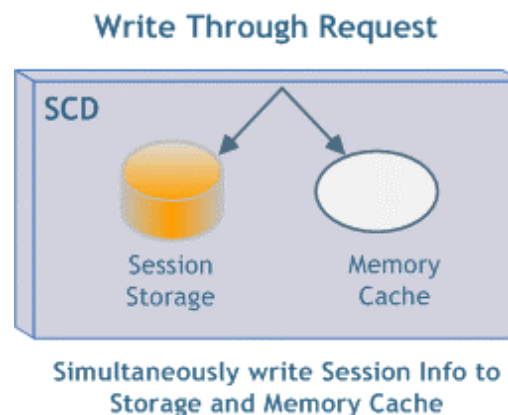 Write Through Request
SCD
Session
Storage
Memory
Cache
Simultaneously write Session Info to
Storage and Memory Cache